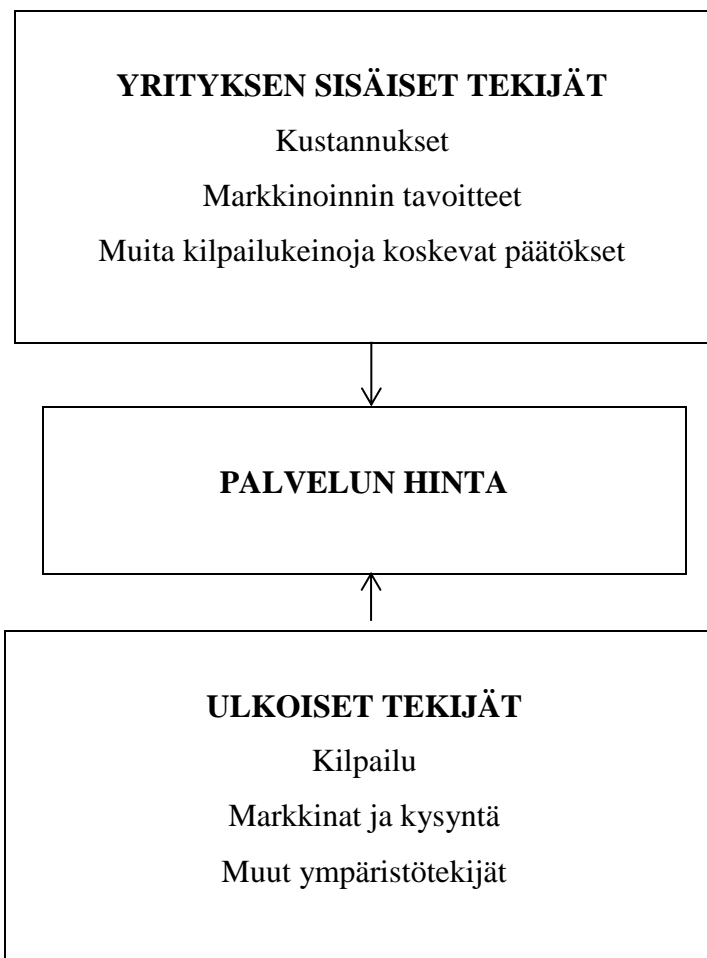 YRITYKSEN SISÄISET TEKIJÄT
Kustannukset
Markkinoinnin tavoitteet
Muita kilpailukeinoja koskevat päätökset
PALVELUN HINTA
ULKOISET TEKIJÄT
Kilpailu
Markkinat ja kysyntä
Muut ympäristötekijät